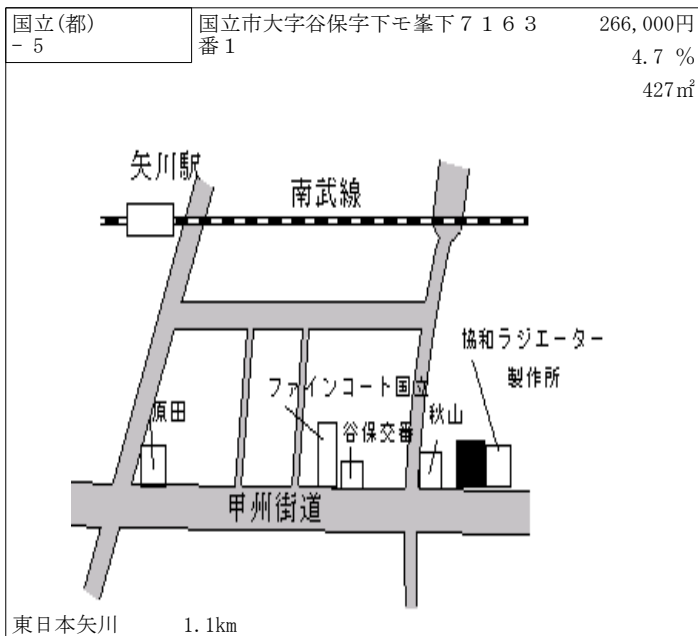 国立(都)
- 5
国立市大字谷保字下モ峯下７１６３
番１
266,000円
4.7 %
427㎡
矢川駅
南武線
協和ラジエーター
製作所
ファインコート国立
原田
谷保交番
秋山
甲州街道
東日本矢川 1.1km